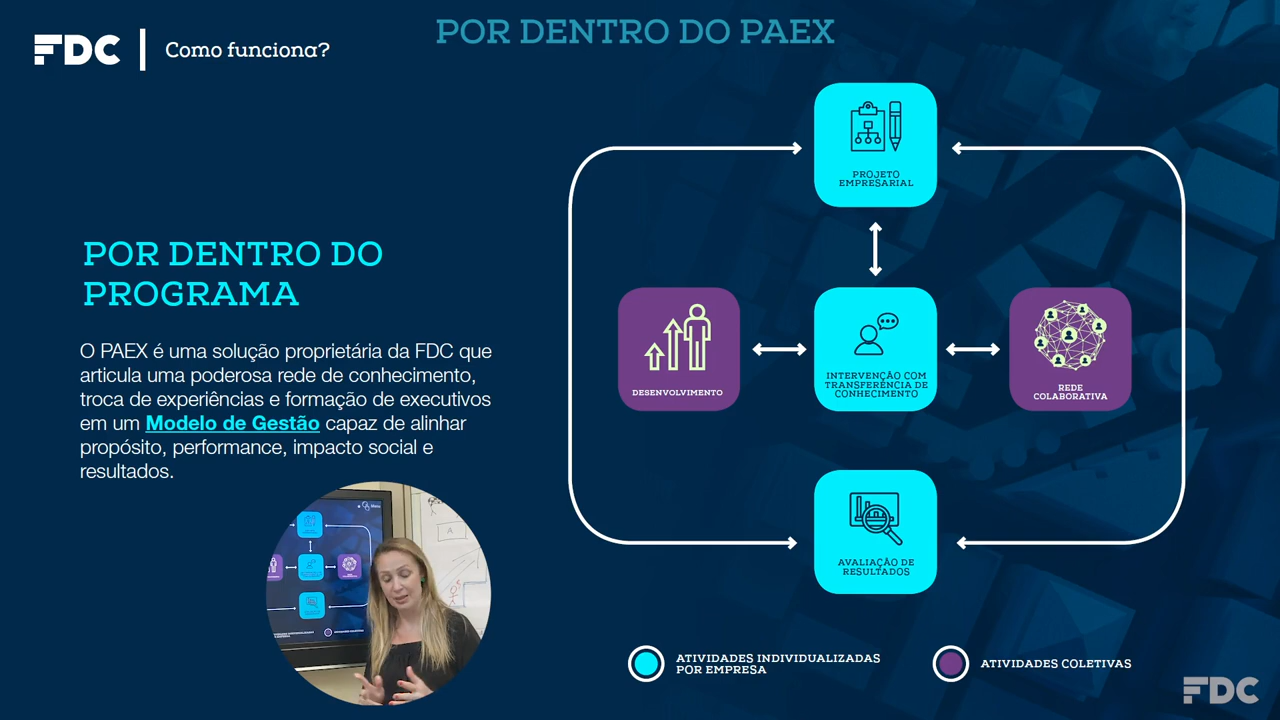 POR DENTRO DO PAEX
FDC
Como funciona?
PROJETO
EMPRESARIAL
POR DENTRO DO
PROGRAMA
O PAEX é uma solução proprietária da FDC que
articula uma poderosa rede de conhecimento,
troca de experiências e formação de executivos
em um Modelo de Gestão capaz de alinhar
propósito, performance, impacto social e
resultados.
DESENVOLVIMENTO
INTERVENÇÃO COM
TRANSFERÊNCIA DE
CONHECIMENTO
REDE
COLABORATIVA
AVALIAÇÃO DE
RESULTADOS
A
Menu
ATIVIDADES INDIVIDUALIZADAS
POR EMPRESA
ATIVIDADES COLETIVAS
FDC